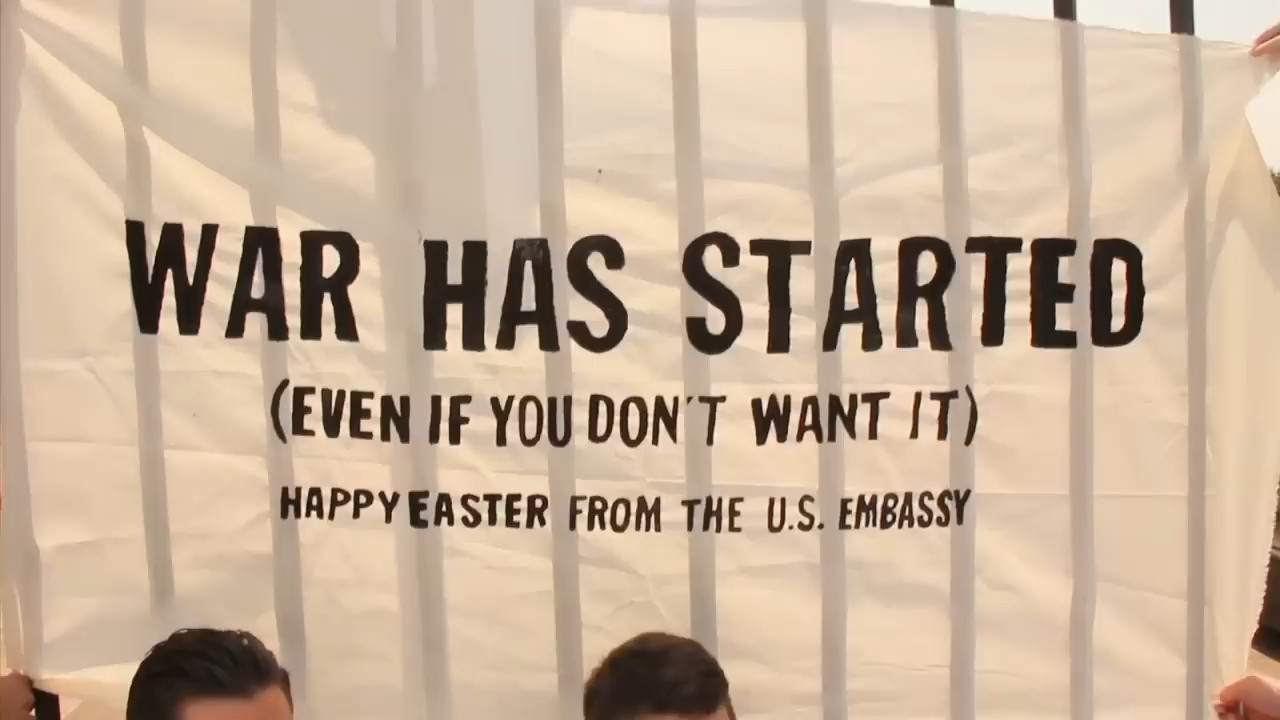 WAR HAS STARTED
(EVEN IF YOU DON'T WANT IT)
HAPPY EASTER FROM THE U.S. EMBASSY